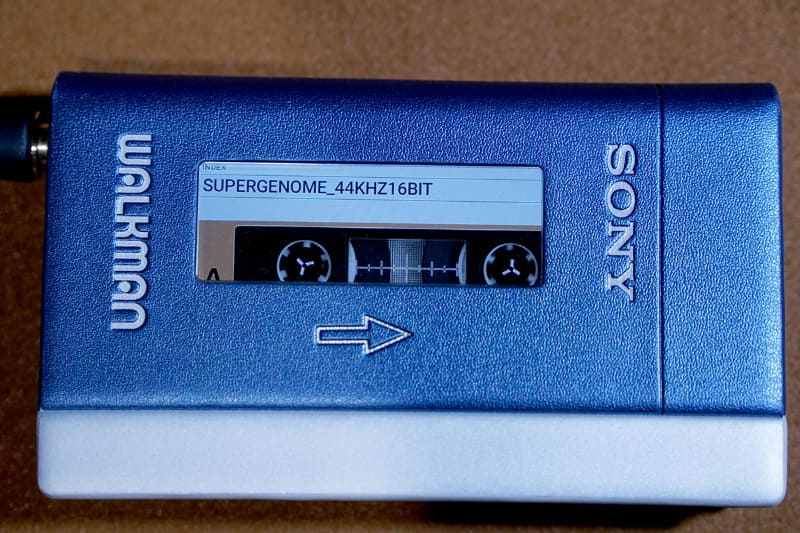 WALKMAN
INDEX
SUPERGENOME_44KHZ16BIT
A
SONY